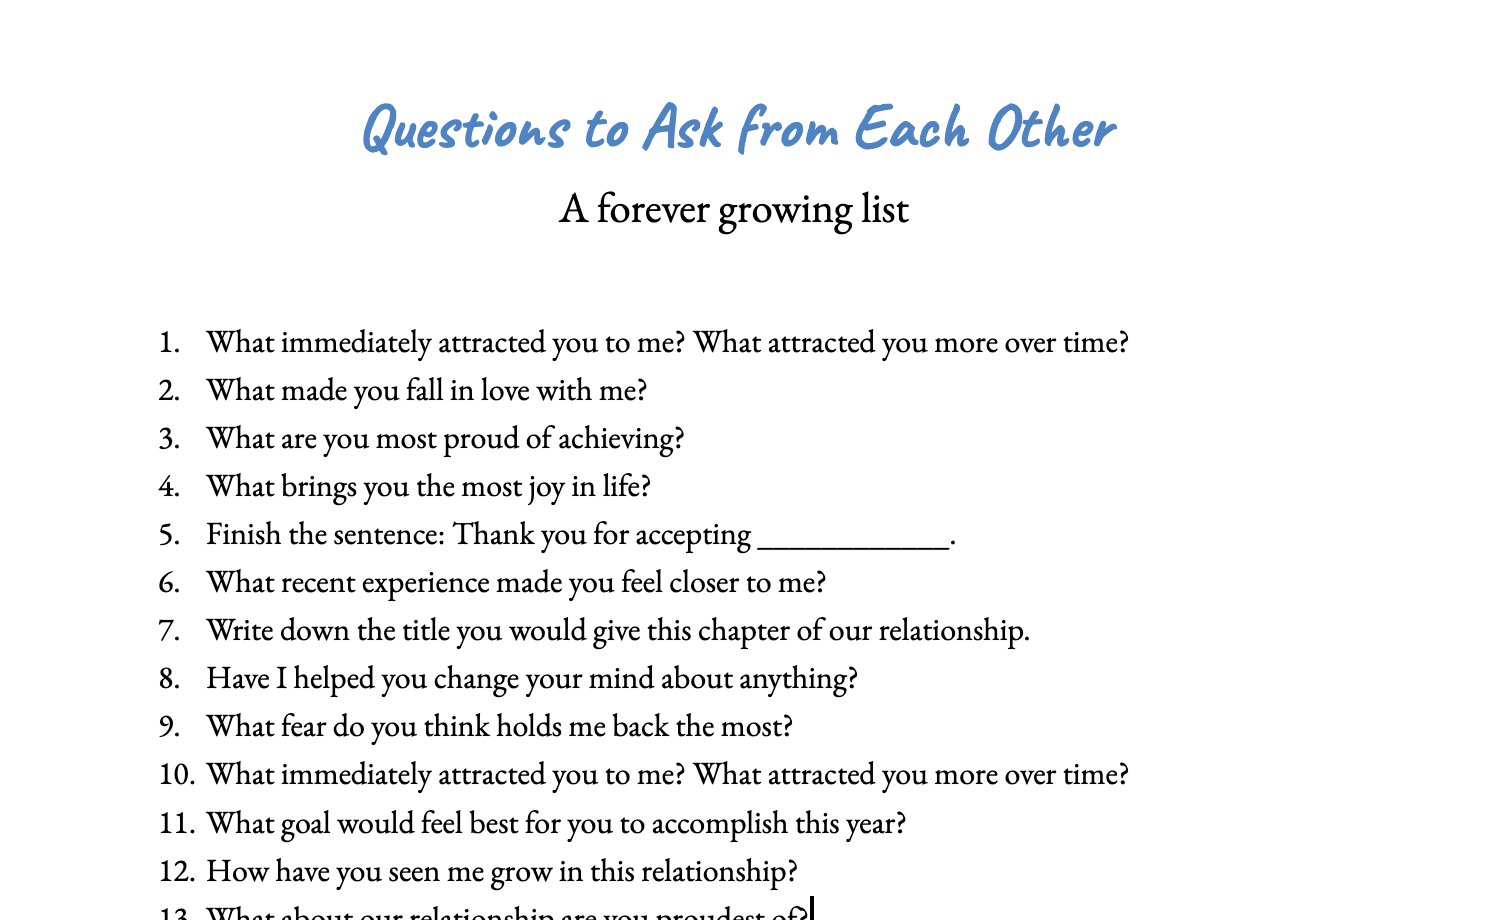 Questions to Ask from Each Other
A forever growing list
1. What immediately attracted you to me? What attracted you more over time?
2. What made you fall in love with me?
3. What are you most proud of achieving?
4. What brings you the most joy in life?
5. Finish the sentence: Thank you for accepting ____________.
6. What recent experience made you feel closer to me?
7. Write down the title you would give this chapter of our relationship.
8. Have I helped you change your mind about anything?
9. What fear do you think holds me back the most?
10. What immediately attracted you to me? What attracted you more over time?
11. What goal would feel best for you to accomplish this year?
12. How have you seen me grow in this relationship?
13. What about our relationship are you proudest of?